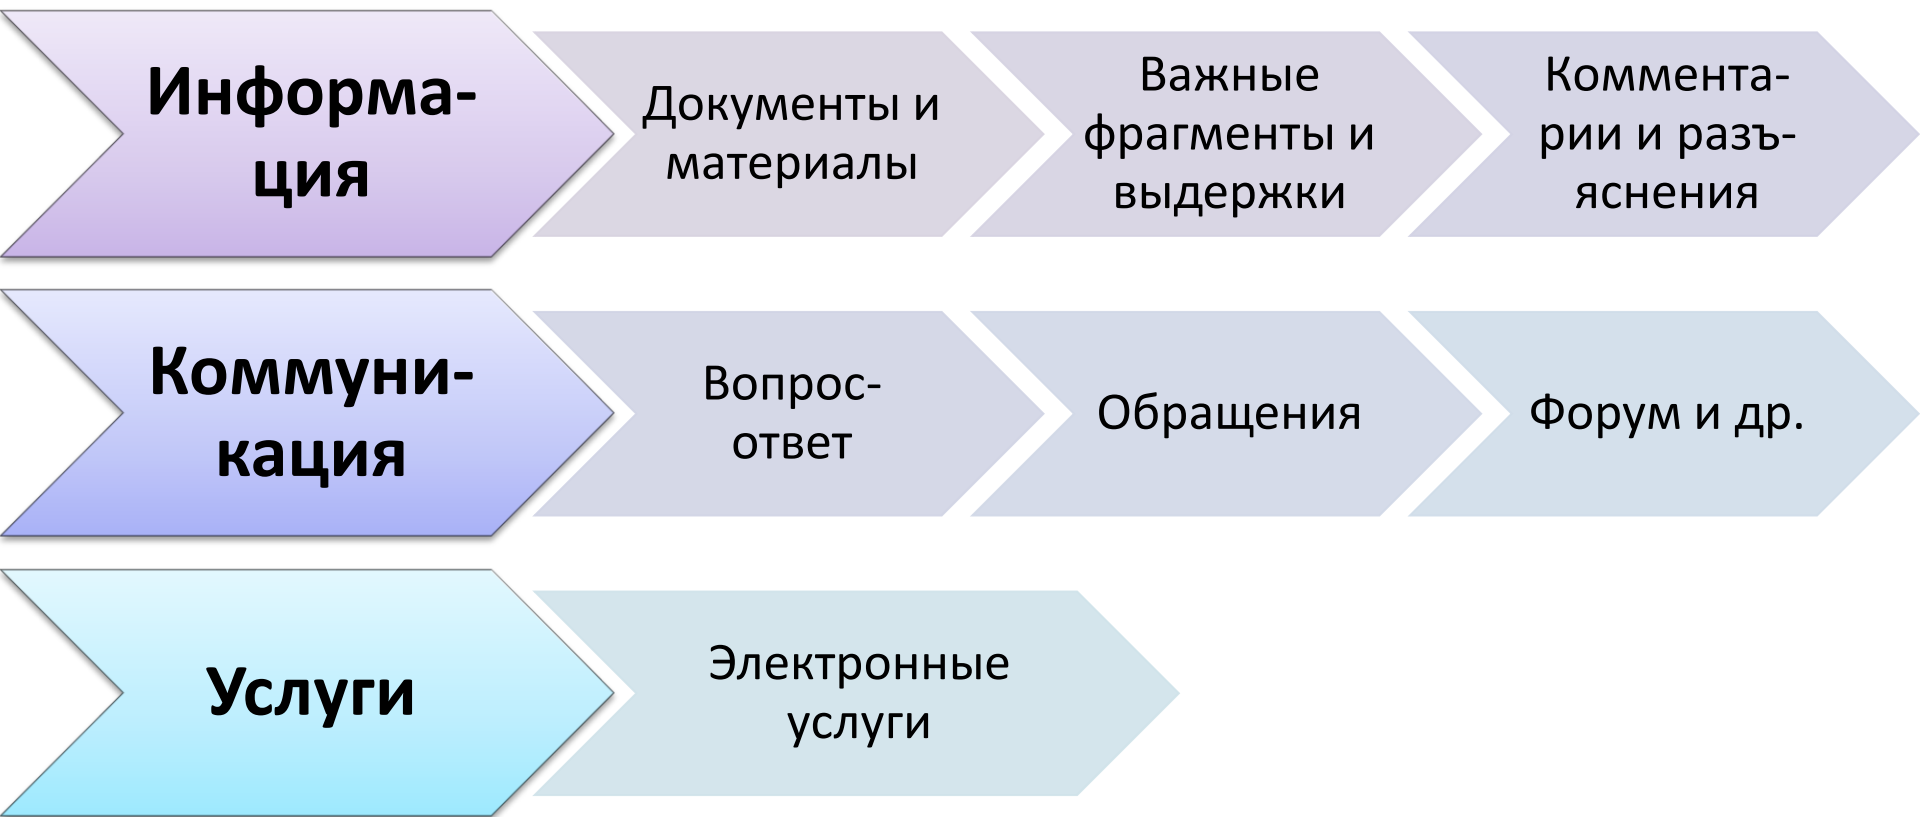 Информа-
ция
Документы и
материалы
Важные
фрагменты и
выдержки
Коммента-
рии и разъ-
яснения
Коммуни-
кация
Вопрос-
ответ
Обращения
Форум и др.
Услуги
Электронные
услуги